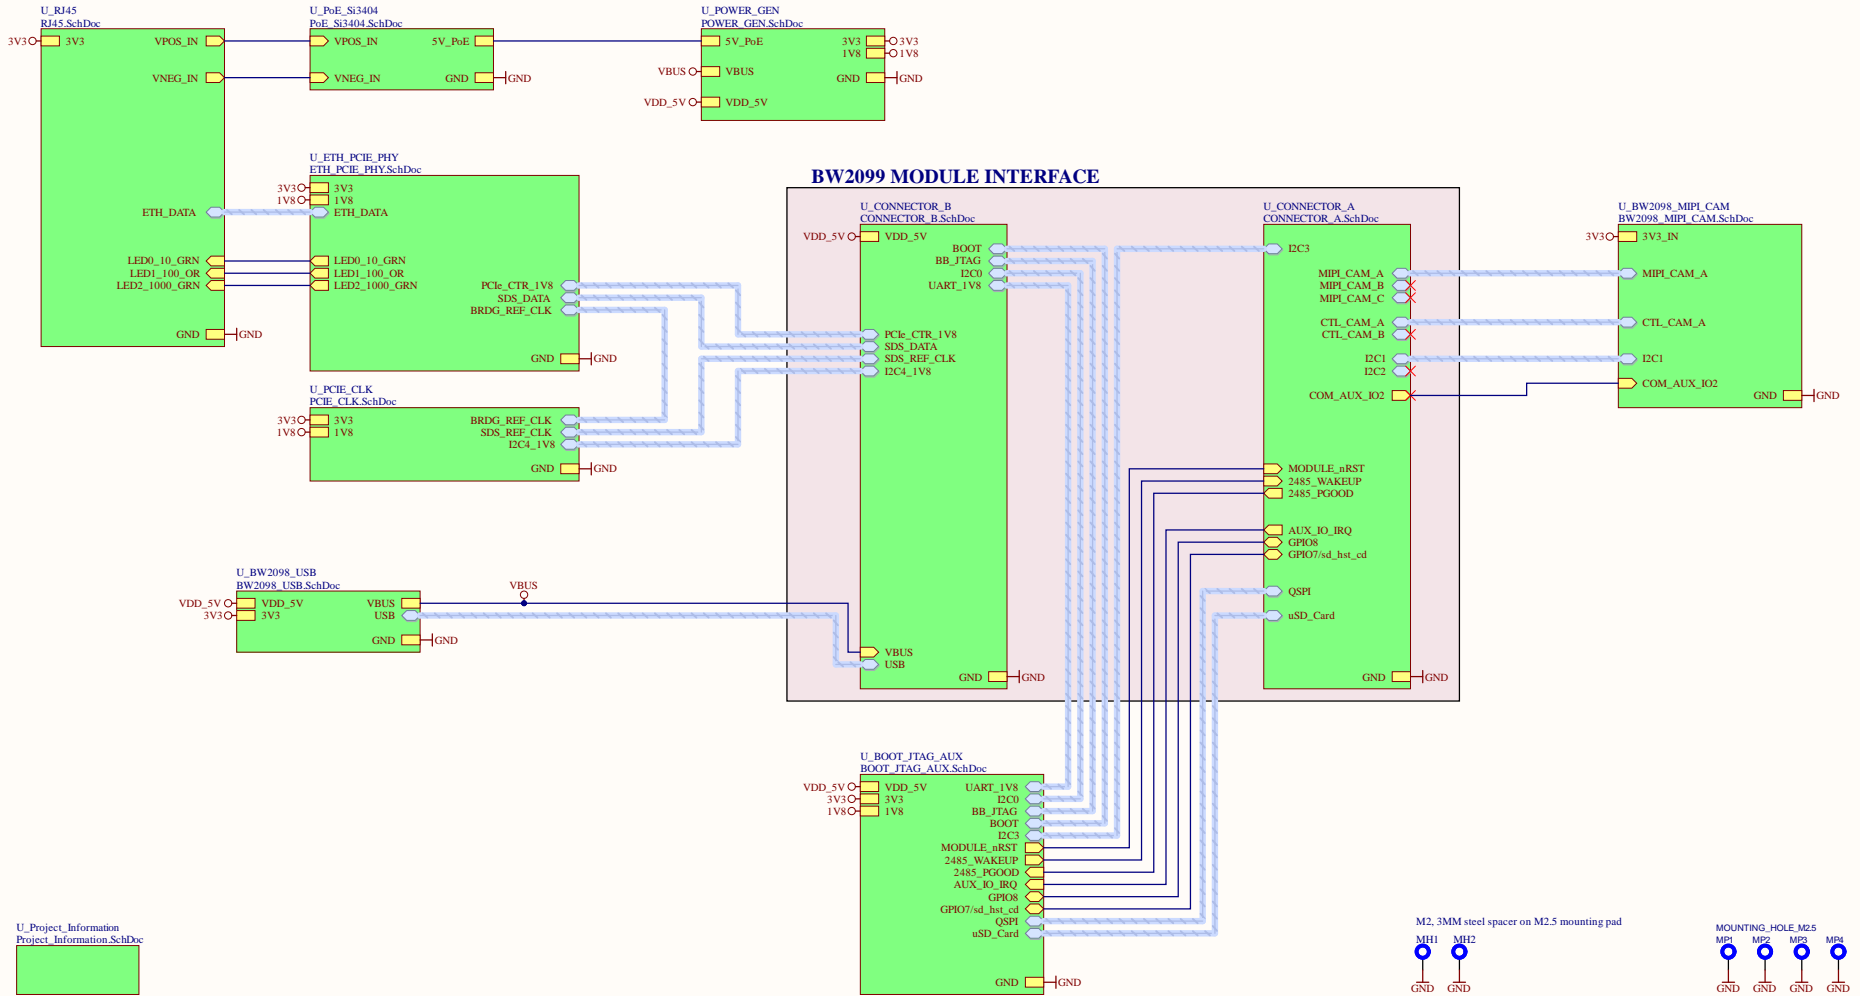 U_RJ45
RJ45.SchDoc
3V3
3V3
VPOS_IN
VNEG_IN
ETH_DATA
LED0_10_GRN
LED1_100_OR
LED2_1000_GRN
GND
GND
U_PoE_Si3404
PoE_Si3404.SchDoc
VPOS_IN
5V_PoE
VNEG_IN
GND
GND
U_POWER_GEN
POWER_GEN.SchDoc
5V_PoE
3V3
3V3
1V8
1V8
VBUS
VBUS
GND
GND
VDD_5V
VDD_5V
U_ETH_PCIE_PHY
ETH_PCIE_PHY.SchDoc
3V3
3V3
1V8
1V8
ETH_DATA
LED0_10_GRN
LED1_100_OR
LED2_1000_GRN
PCIe_CTR_1V8
SDS_DATA
BRDG_REF_CLK
GND
GND
U_PCIE_CLK
PCIE_CLK.SchDoc
3V3
3V3
1V8
1V8
BRDG_REF_CLK
SDS_REF_CLK
I2C4_1V8
GND
GND
BW2099 MODULE INTERFACE
U_CONNECTOR_B
CONNECTOR_B.SchDoc
VDD_5V
VDD_5V
BOOT
BB_JTAG
I2C0
UART_1V8
PCIe_CTR_1V8
SDS_DATA
SDS_REF_CLK
I2C4_1V8
VBUS
USB
GND
GND
U_CONNECTOR_A
CONNECTOR_A.SchDoc
I2C3
MIPI_CAM_A
MIPI_CAM_B
MIPI_CAM_C
CTL_CAM_A
CTL_CAM_B
I2C1
I2C2
COM_AUX_IO2
MODULE_nRST
2485_WAKEUP
2485_PGOOD
AUX_IO_IRQ
GPIO8
GPIO7/sd_hst_cd
QSPI
uSD_Card
GND
GND
U_BW2098_MIPI_CAM
BW2098_MIPI_CAM.SchDoc
3V3
3V3_IN
MIPI_CAM_A
CTL_CAM_A
I2C1
COM_AUX_IO2
GND
GND
U_BW2098_USB
BW2098_USB.SchDoc
VDD_5V
VDD_5V
3V3
3V3
VBUS
USB
GND
GND
VBUS
U_BOOT_JTAG_AUX
BOOT_JTAG_AUX.SchDoc
VDD_5V
VDD_5V
3V3
3V3
1V8
1V8
UART_1V8
I2C0
BB_JTAG
BOOT
I2C3
MODULE_nRST
2485_WAKEUP
2485_PGOOD
AUX_IO_IRQ
GPIO8
GPIO7/sd_hst_cd
QSPI
uSD_Card
GND
GND
U_Project_Information
Project_Information.SchDoc
M2, 3MM steel spacer on M2.5 mounting pad
MH1
MH2
GND
GND
MOUNTING_HOLE_M2.5
MP1
MP2
MP3
MP4
GND
GND
GND
GND